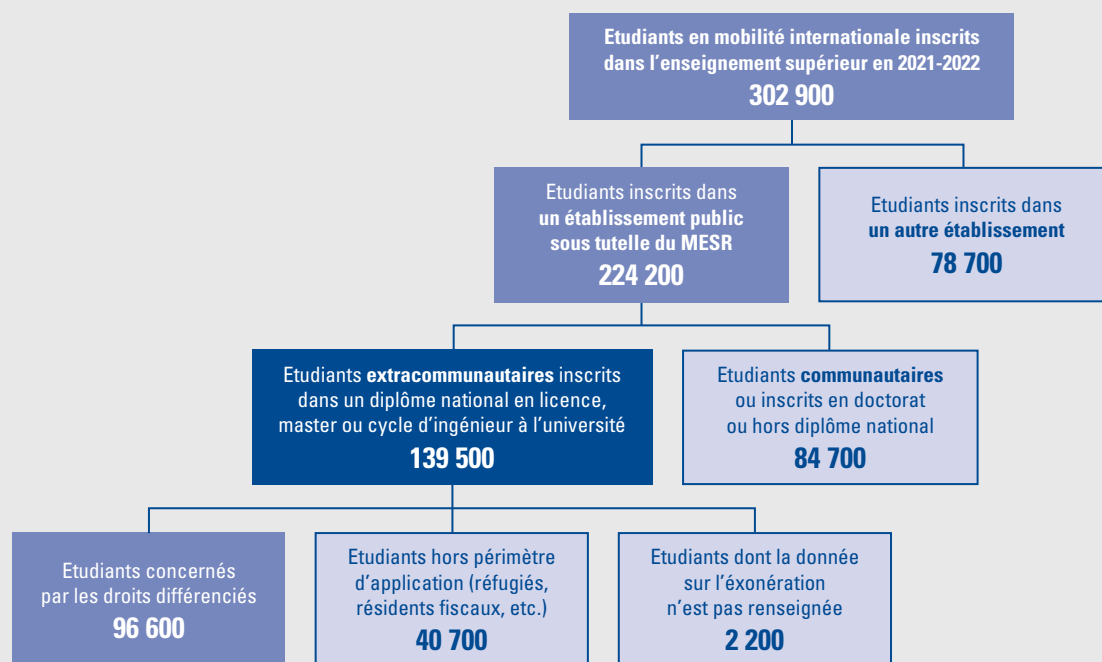 Etudiants en mobilité internationale inscrits
dans l'enseignement supérieur en 2021-2022
302 900
Etudiants inscrits dans
un établissement public
sous tutelle du MESR
224 200
Etudiants inscrits dans
un autre établissement
78 700
Etudiants extracommunautaires inscrits
dans un diplôme national en licence,
master ou cycle d'ingénieur à l'université
139 500
Etudiants communautaires
ou inscrits en doctorat
ou hors diplôme national
84 700
Etudiants concernés
par les droits différenciés
96 600
Etudiants hors périmètre
d'application (réfugiés,
résidents fiscaux, etc.)
40 700
Etudiants dont la donnée
sur l'éxonération
n'est pas renseignée
2 200